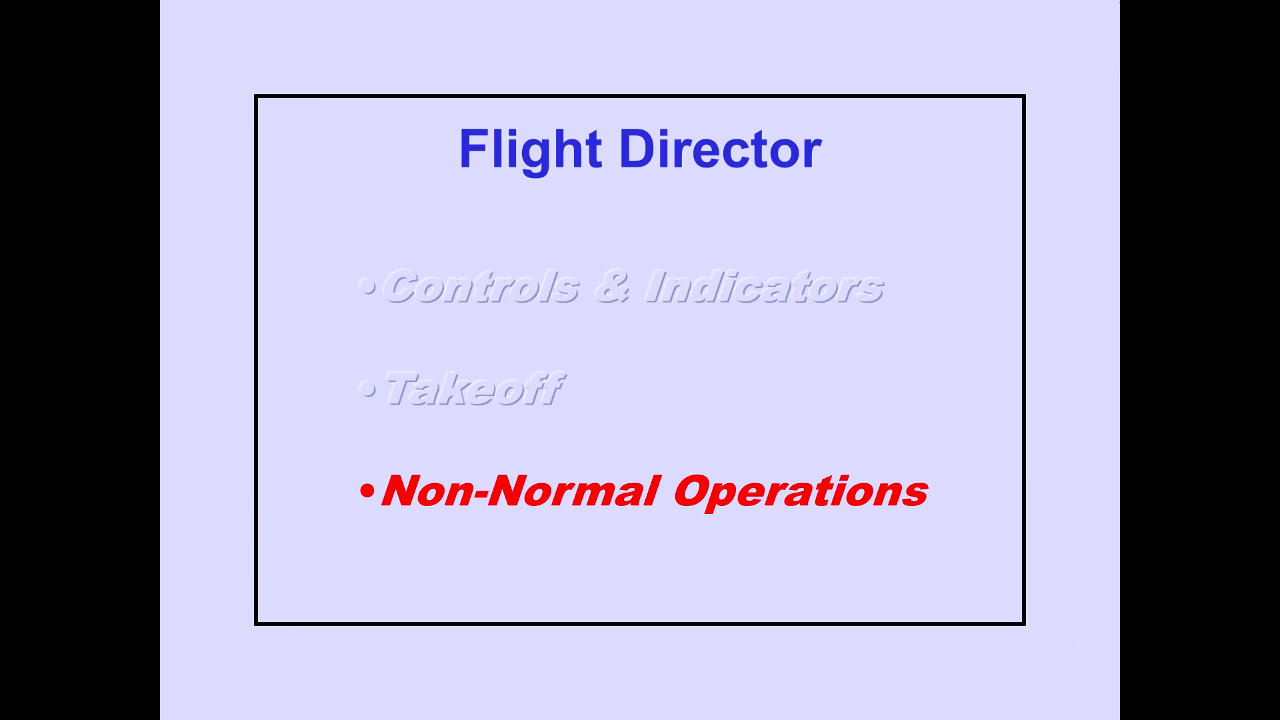 Flight Director
•Controls & Indicators
•Takeoff
•Non-Normal Operations